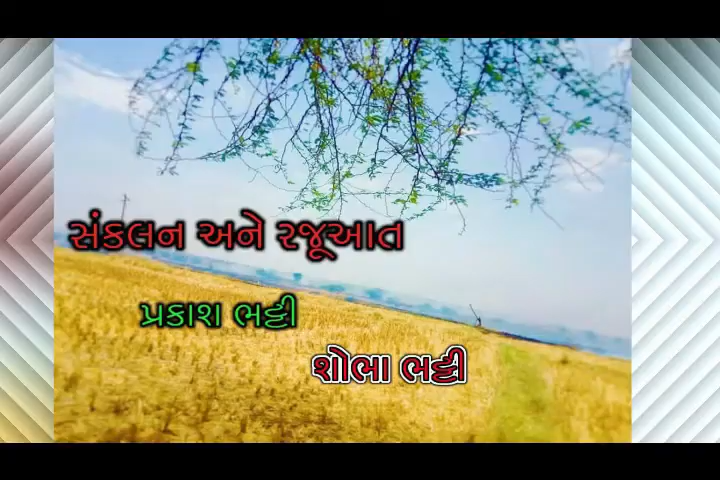 સંકલન અને રજૂઆત
પ્રકાશ ભટ્ટી
શોભા ભટ્ટી